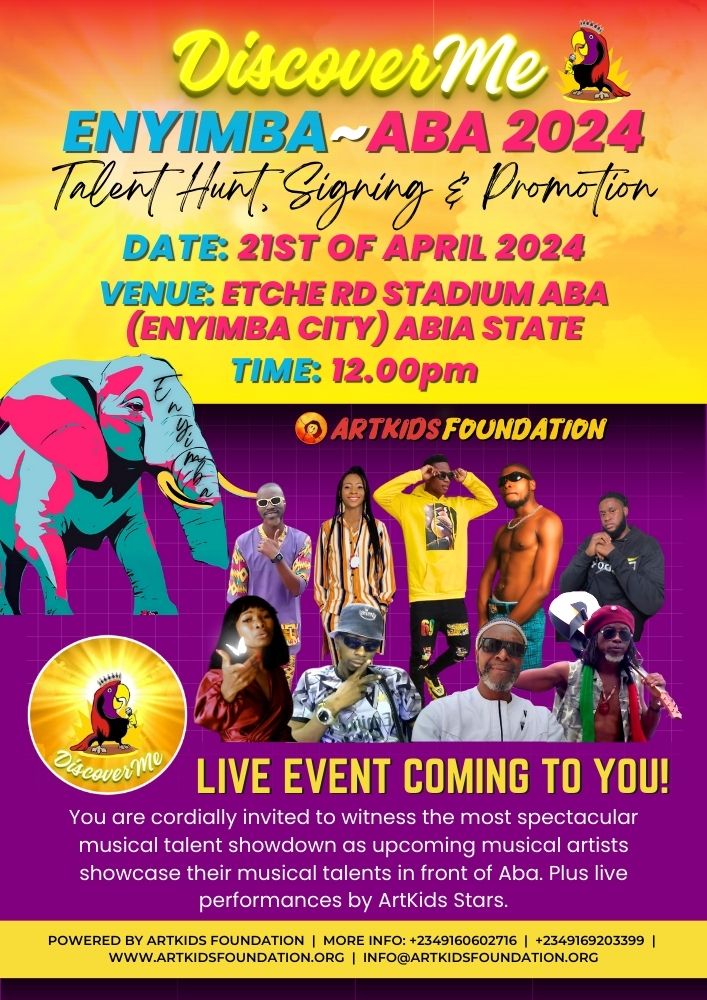 DiscoverMe
ENYIMBA~ABA 2024
Talent Hunt, Signing & Promotion
DATE: 21ST OF APRIL 2024
VENUE: ETCHE RD STADIUM ABA
(ENYIMBA CITY) ABIA STATE
TIME: 12.00pm
Enyimba
ARTKIDSFOUNDATION
DiscoverMe
LIVE EVENT COMING TO YOU!
You are cordially invited to witness the most spectacular
musical talent showdown as upcoming musical artists
showcase their musical talents in front of Aba. Plus live
performances by ArtKids Stars.
POWERED BY ARTKIDS FOUNDATION | MORE INFO: +2349160602716 | +2349169203399 |
WWW.ARTKIDSFOUNDATION.ORG | INFO@ARTKIDSFOUNDATION.ORG